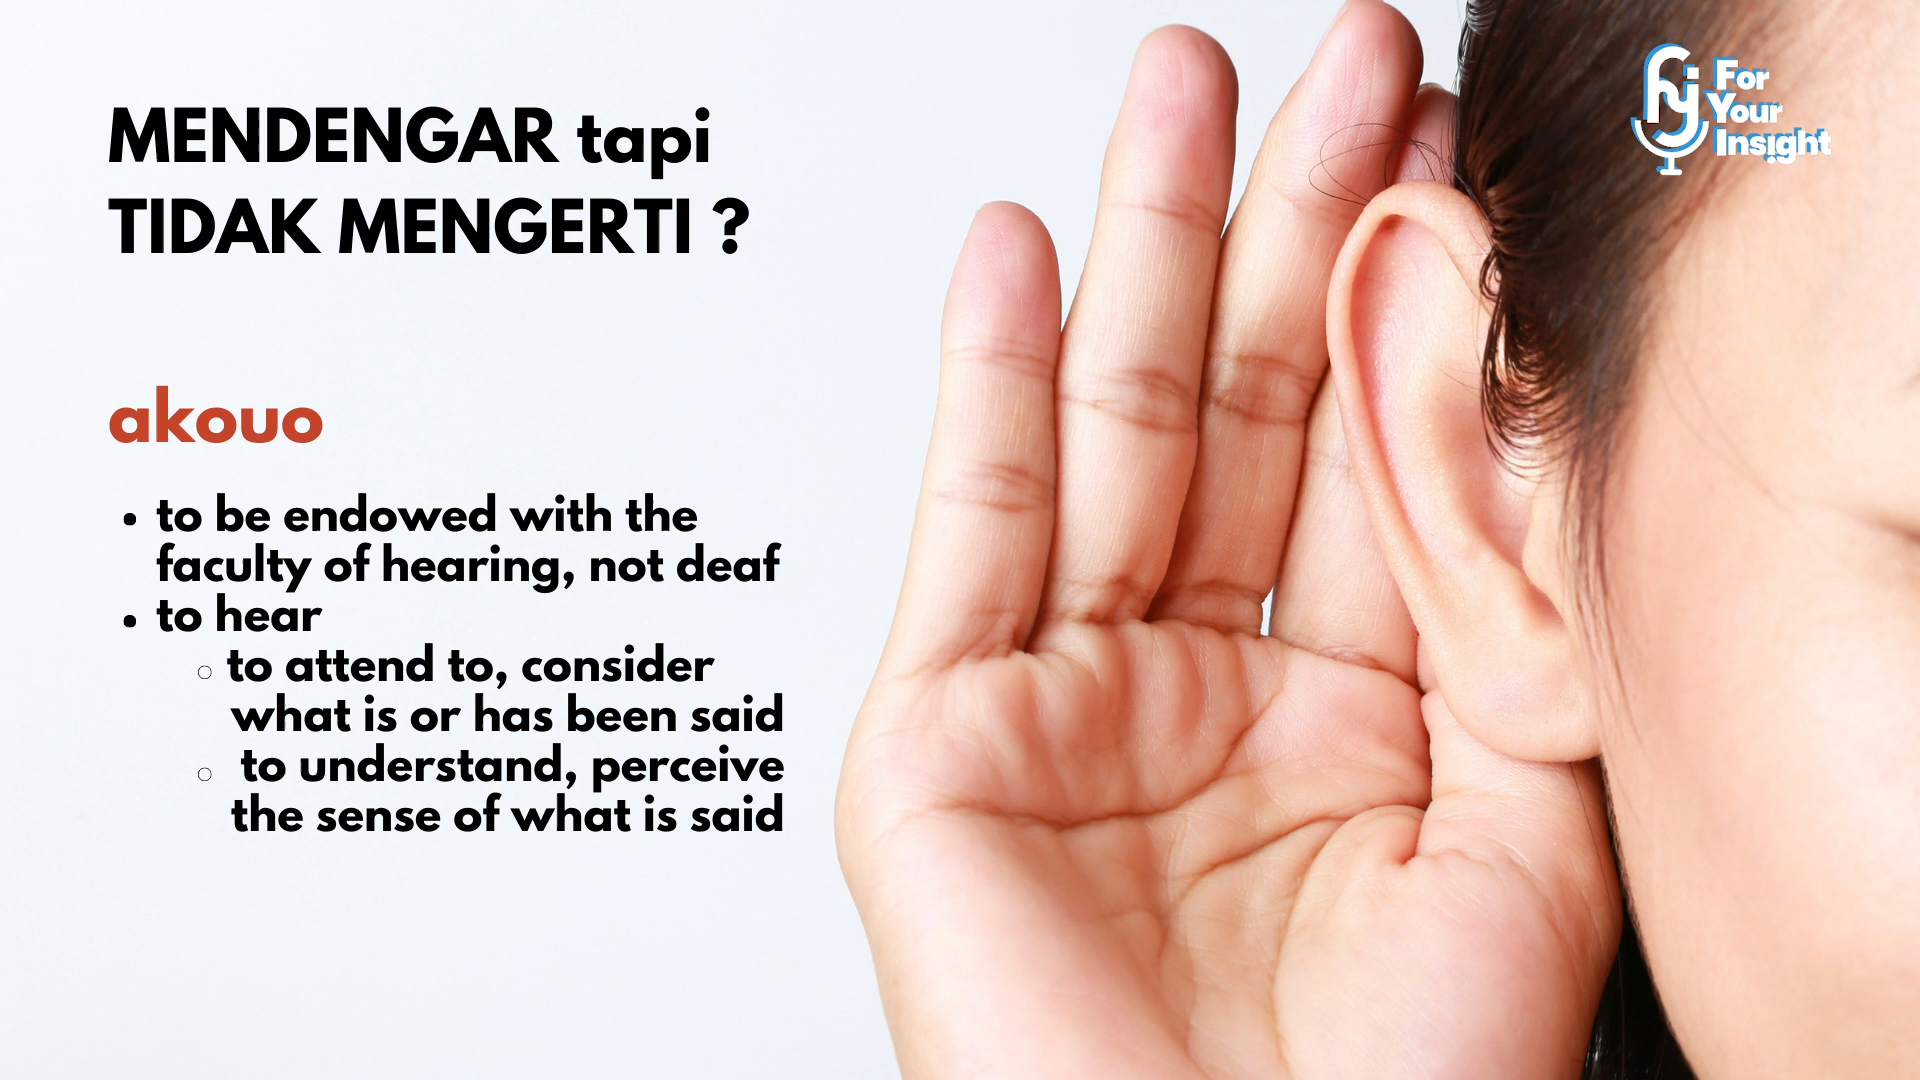 MENDENGAR tapi
TIDAK MENGERTI ?
akouo
to be endowed with the
faculty of hearing, not deaf
to hear
to attend to, consider
what is or has been said
to understand, perceive
the sense of what is said
fyi
For
Your
Insight